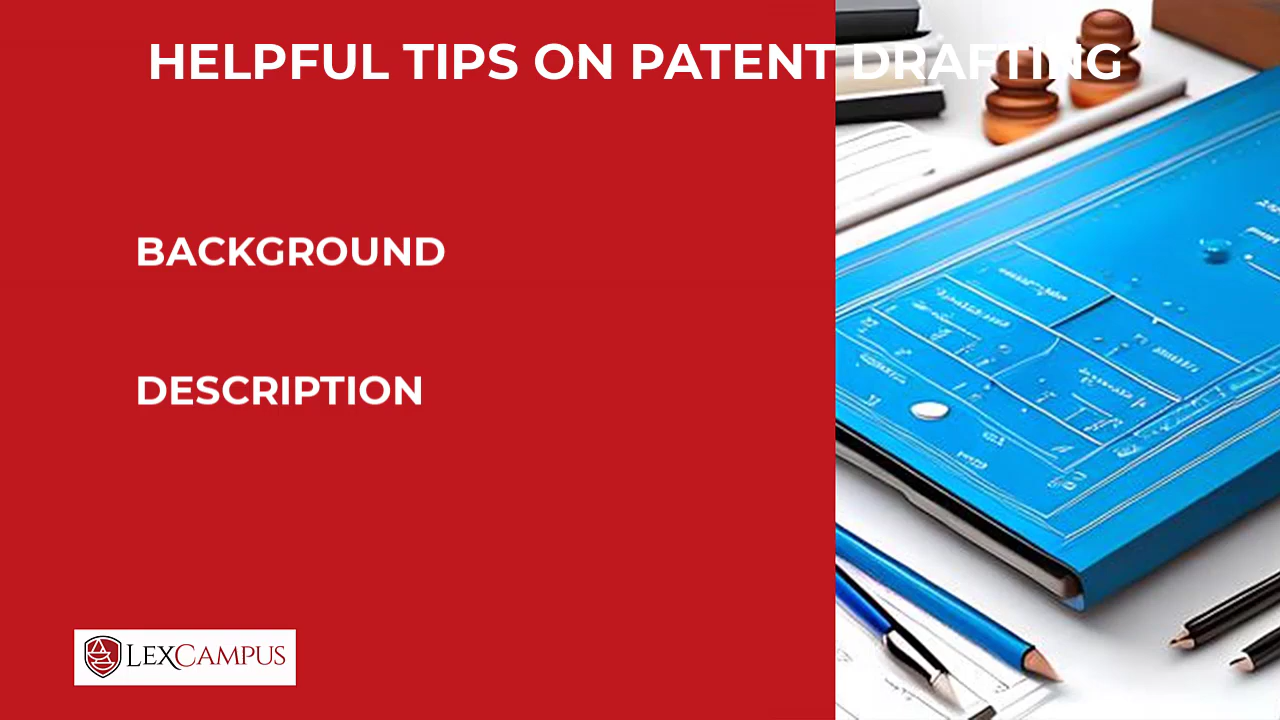 HELPFUL TIPS ON PATENT DRAFTING
BACKGROUND
DESCRIPTION
LEXCAMPUS